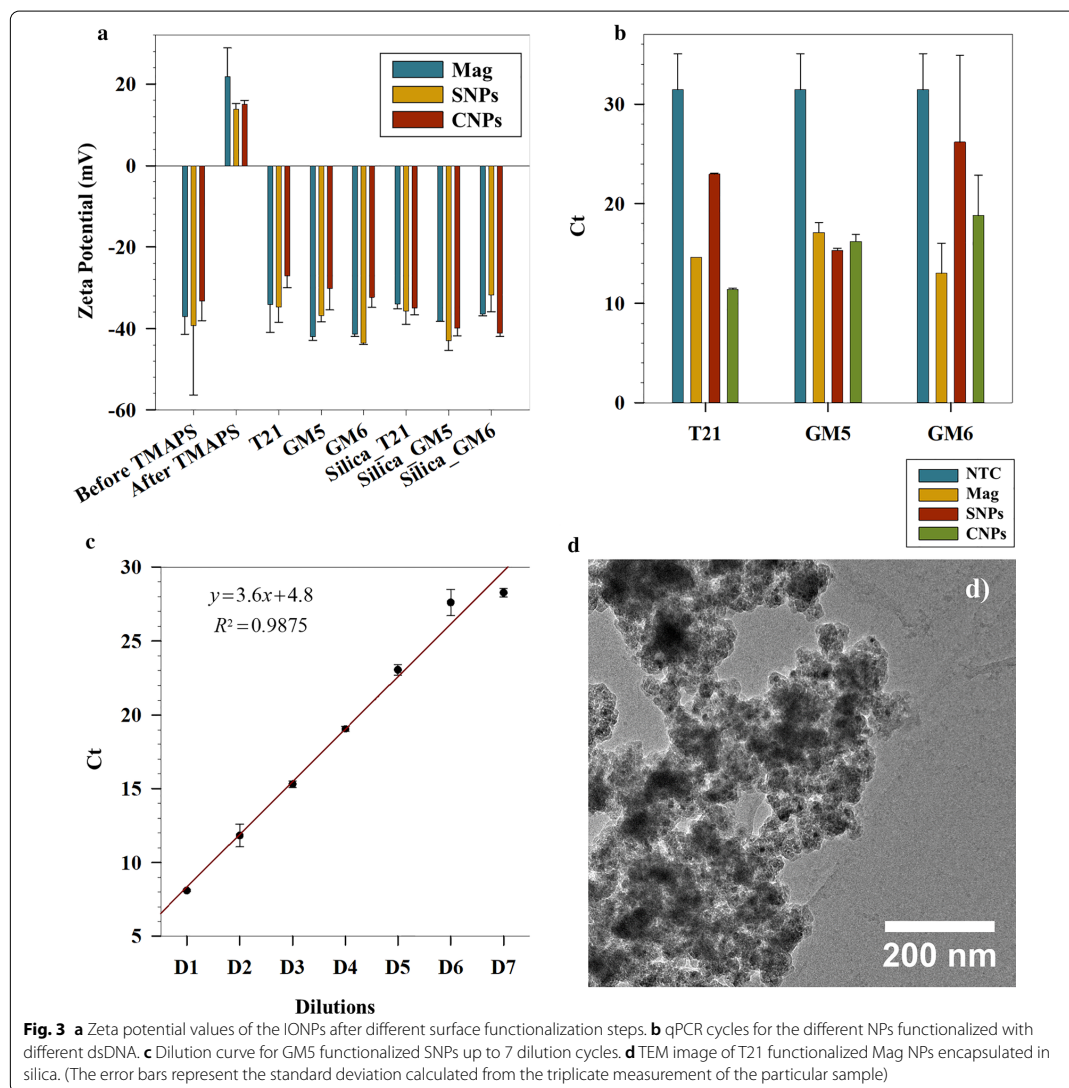 a
Mag
SNPs
CNPs
Zeta Potential (mV)
20
0
-20
-40
-60
Before TMAPS
After TMAPS
T21
GM5
GM6
Silica_T21
Silica_GM5
Silica_GM6
b
Ct
30
20
10
0
T21
GM5
GM6
NTC
Mag
SNPs
CNPs
c
y=3.6x+4.8
R²=0.9875
Ct
30
25
20
15
10
5
D1 D2 D3 D4 D5 D6 D7
Dilutions
d
d)
200 nm
Fig. 3 a Zeta potential values of the IONPs after different surface functionalization steps. b qPCR cycles for the different NPs functionalized with
different dsDNA. c Dilution curve for GM5 functionalized SNPs up to 7 dilution cycles. d TEM image of T21 functionalized Mag NPs encapsulated in
silica. (The error bars represent the standard deviation calculated from the triplicate measurement of the particular sample)